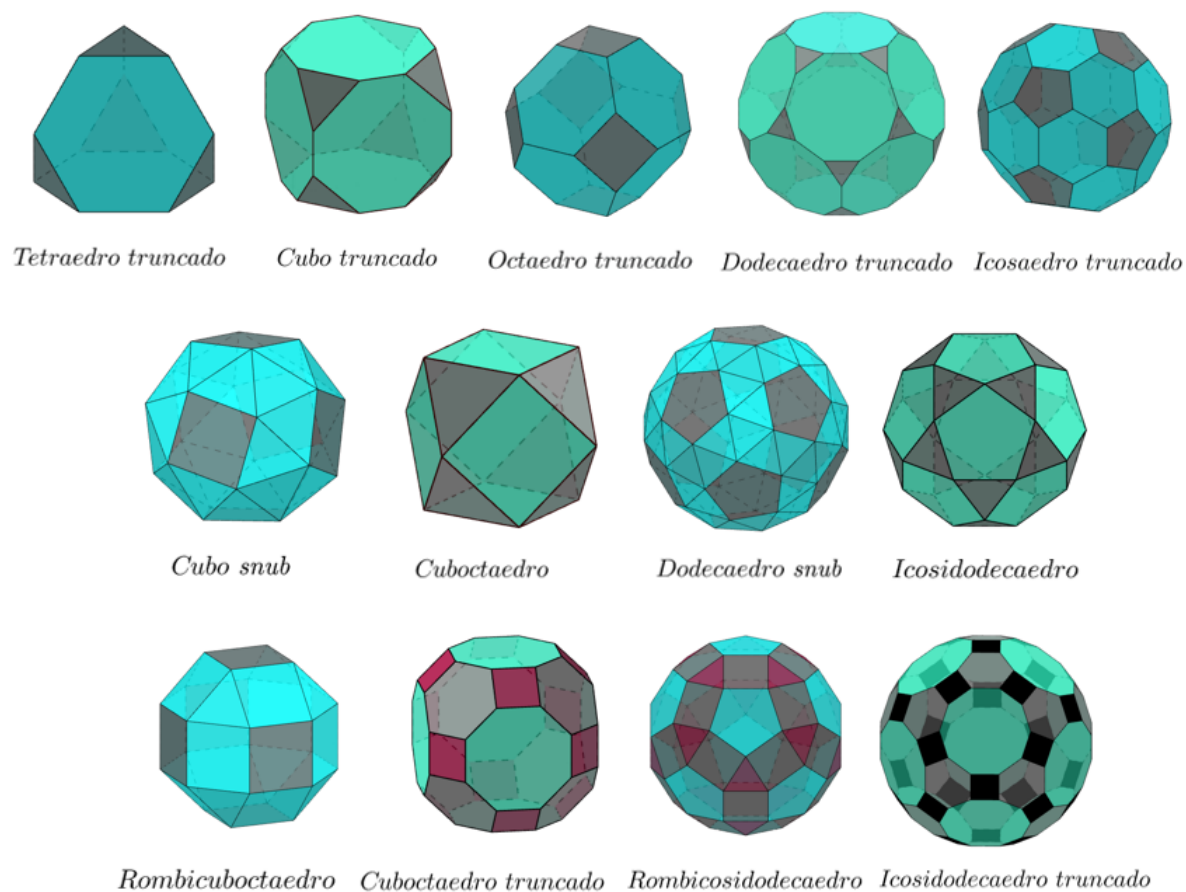 Tetraedro truncado Cubo truncado Octaedro truncado Dodecaedro truncado Icosaedro truncado
Cubo snub Cuboctaedro Dodecaedro snub Icosidodecaedro
Rombicuboctaedro Cuboctaedro truncado Rombicosidodecaedro Icosidodecaedro truncado